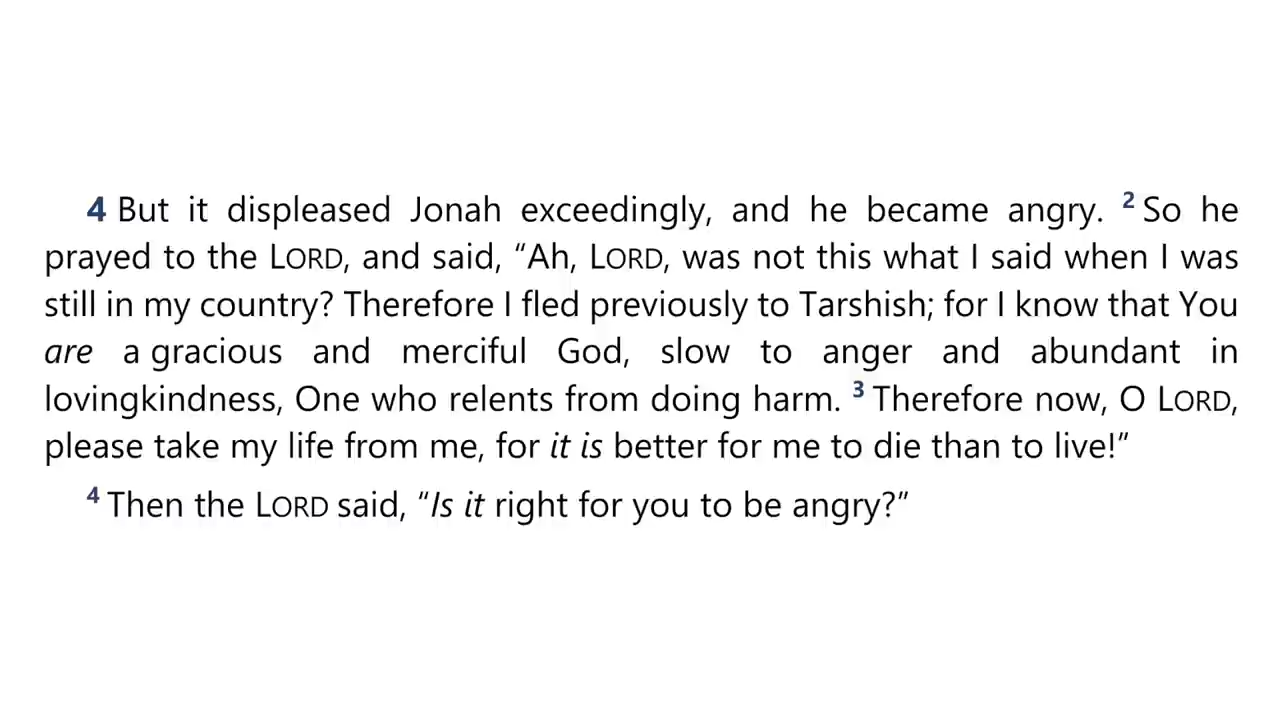 4 But it displeased Jonah exceedingly, and he became angry. 2 So he
prayed to the LORD, and said, “Ah, LORD, was not this what I said when I was
still in my country? Therefore I fled previously to Tarshish; for I know that You
are a gracious and merciful God, slow to anger and abundant in
lovingkindness, One who relents from doing harm. 3 Therefore now, O LORD,
please take my life from me, for it is better for me to die than to live!”
4 Then the LORD said, “Is it right for you to be angry?”